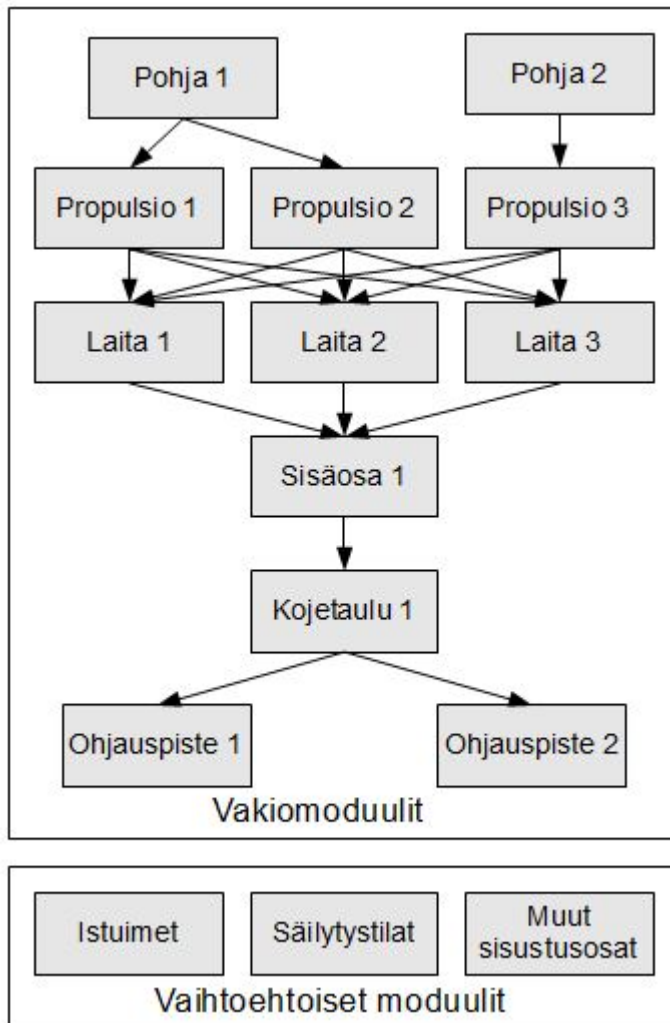 Pohja 1
Pohja 2
Propulsio 1
Propulsio 2
Propulsio 3
Laita 1
Laita 2
Laita 3
Sisäosa 1
Kojetaulu 1
Ohjauspiste 1
Ohjauspiste 2
Vakiomoduulit
Istuimet
Säilytystilat
Muut
sisustusosat
Vaihtoehtoiset moduulit